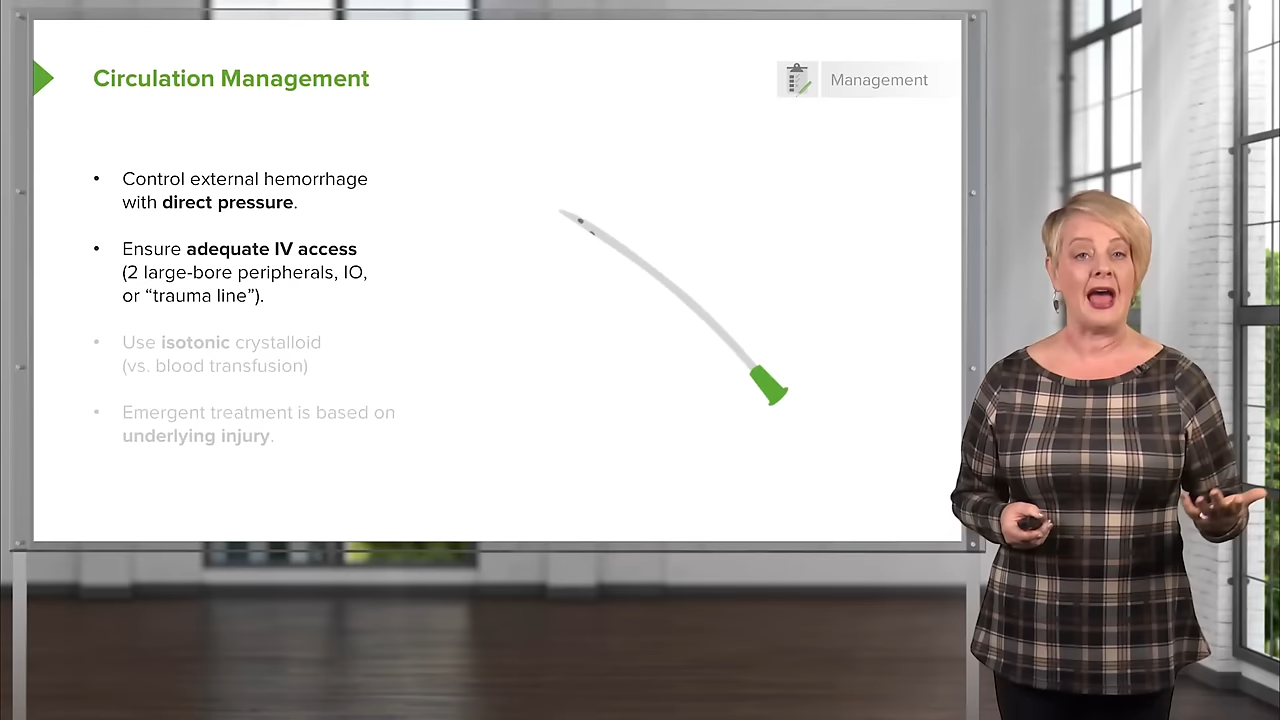 Circulation Management
Management
• Control external hemorrhage
with direct pressure.
• Ensure adequate IV access
(2 large-bore peripherals, IO,
or “trauma line”).
• Use isotonic crystalloid
(vs. blood transfusion)
• Emergent treatment is based on
underlying injury.